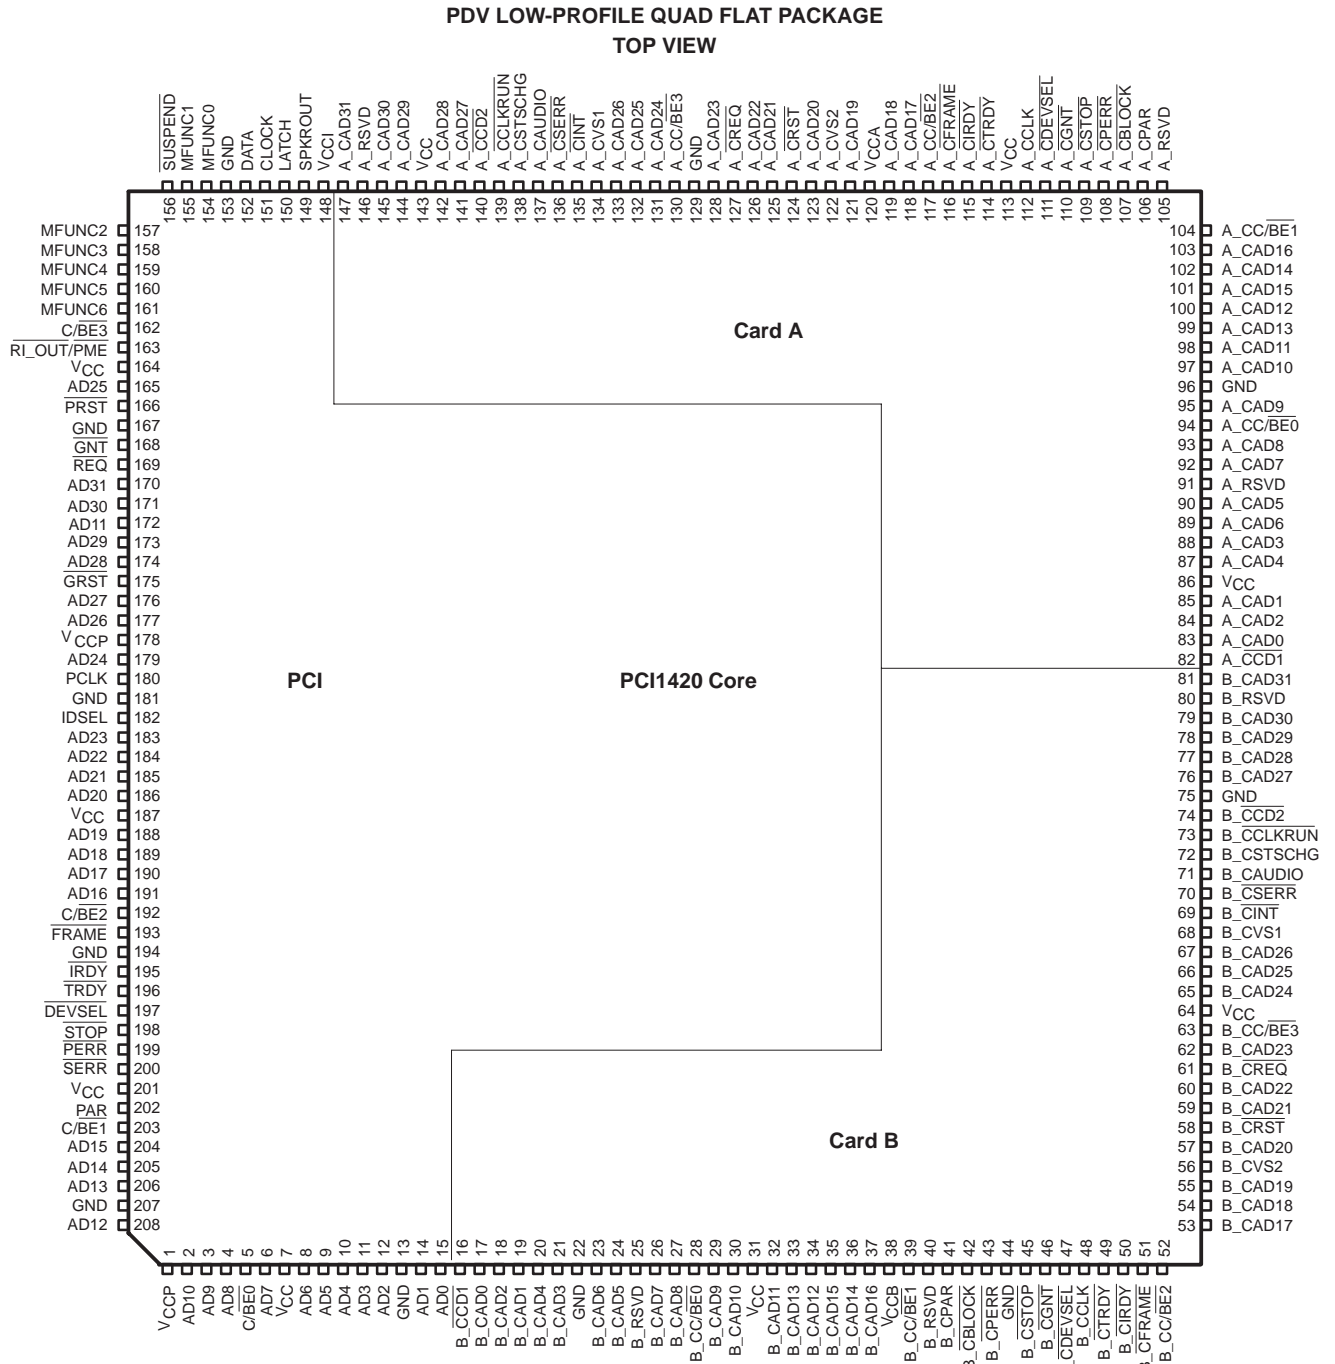 PDV LOW-PROFILE QUAD FLAT PACKAGE
TOP VIEW
SUSPEND
MFUNC1
MFUNC0
GND
DATA
CLOCK
LATCH
SPKROUT
VCCI
A_CAD31
A_RSVD
A_CAD30
A_CAD29
VCC
A_CAD28
A_CAD27
A_CCD2
A_CCLKRUN
A_CSTSCHG
A_CAUDIO
A_CSERR
A_CINT
A_CVS1
A_CAD26
A_CAD25
A_CAD24
A_CC/BE3
GND
A_CAD23
A_CREQ
A_CAD22
A_CAD21
A_CRST
A_CAD20
A_CVS2
A_CAD19
VCCA
A_CAD18
A_CAD17
A_CC/BE2
A_CFRAME
A_CIRDY
A_CTRDY
VCC
A_CCLK
A_CDEVSEL
A_CGNT
A_CSTOP
A_CPERR
A_CBLOCK
A_CPAR
A_RSVD
156 155 154 153 152 151 150 149 148 147 146 145 144 143 142 141 140 139 138 137 136 135 134 133 132 131 130 129 128 127 126 125 124 123 122 121 120 119 118 117 116 115 114 113 112 111 110 109 108 107 106 105
MFUNC2 157
MFUNC3 158
MFUNC4 159
MFUNC5 160
MFUNC6 161
C/BE3 162
RI_OUT/PME 163
VCC 164
AD25 165
PRST 166
GND 167
GNT 168
REQ 169
AD31 170
AD30 171
AD11 172
AD29 173
AD28 174
GRST 175
AD27 176
AD26 177
VCCP 178
AD24 179
PCLK 180
GND 181
IDSEL 182
AD23 183
AD22 184
AD21 185
AD20 186
VCC 187
AD19 188
AD18 189
AD17 190
AD16 191
C/BE2 192
FRAME 193
GND 194
IRDY 195
TRDY 196
DEVSEL 197
STOP 198
PERR 199
SERR 200
VCC 201
PAR 202
C/BE1 203
AD15 204
AD14 205
AD13 206
GND 207
AD12 208
Card A
PCI
PCI1420 Core
Card B
104 A_CC/BE1
103 A_CAD16
102 A_CAD14
101 A_CAD15
100 A_CAD12
99 A_CAD13
98 A_CAD11
97 A_CAD10
96 GND
95 A_CAD9
94 A_CC/BE0
93 A_CAD8
92 A_CAD7
91 A_RSVD
90 A_CAD5
89 A_CAD6
88 A_CAD3
87 A_CAD4
86 VCC
85 A_CAD1
84 A_CAD2
83 A_CAD0
82 A_CCD1
81 B_CAD31
80 B_RSVD
79 B_CAD30
78 B_CAD29
77 B_CAD28
76 B_CAD27
75 GND
74 B_CCD2
73 B_CCLKRUN
72 B_CSTSCHG
71 B_CAUDIO
70 B_CSERR
69 B_CINT
68 B_CVS1
67 B_CAD26
66 B_CAD25
65 B_CAD24
64 VCC
63 B_CC/BE3
62 B_CAD23
61 B_CREQ
60 B_CAD22
59 B_CAD21
58 B_CRST
57 B_CAD20
56 B_CVS2
55 B_CAD19
54 B_CAD18
53 B_CAD17
1 2 3 4 5 6 7 8 9 10 11 12 13 14 15 16 17 18 19 20 21 22 23 24 25 26 27 28 29 30 31 32 33 34 35 36 37 38 39 40 41 42 43 44 45 46 47 48 49 50 51 52
VCCP
AD10
AD9
AD8
C/BE0
AD7
VCC
AD6
AD5
AD4
AD3
AD2
GND
AD1
AD0
B_CCD1
B_CAD0
B_CAD2
B_CAD1
B_CAD4
B_CAD3
GND
B_CAD6
B_CAD5
B_RSVD
B_CAD7
B_CAD8
B_CC/BE0
B_CAD9
B_CAD10
VCC
B_CAD11
B_CAD13
B_CAD12
B_CAD15
B_CAD14
B_CAD16
VCCB
B_CC/BE1
B_RSVD
B_CPAR
B_CBLOCK
B_CPERR
GND
B_CSTOP
B_CGNT
_CDEVSEL
B_CCLK
B_CTRDY
B_CIRDY
B_CFRAME
B_CC/BE2